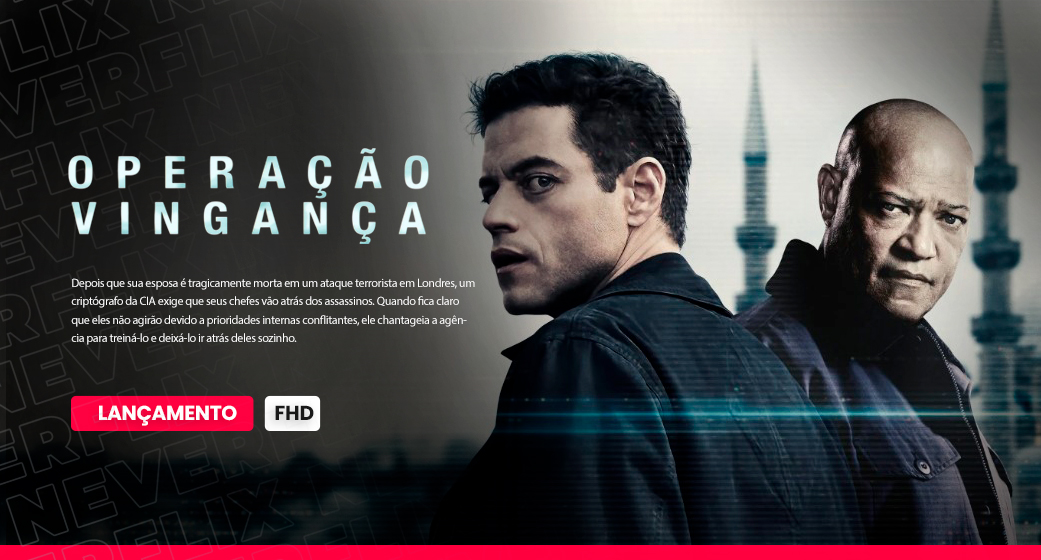 OPERAÇÃO
VINGANÇA
Depois que sua esposa é tragicamente morta em um ataque terrorista em Londres, um
criptógrafo da CIA exige que seus chefes vão atrás dos assassinos. Quando fica claro
que eles não agirão devido a prioridades internas conflitantes, ele chantageia a agên-
cia para treiná-lo e deixá-lo ir atrás deles sozinho.
LANÇAMENTO FHD